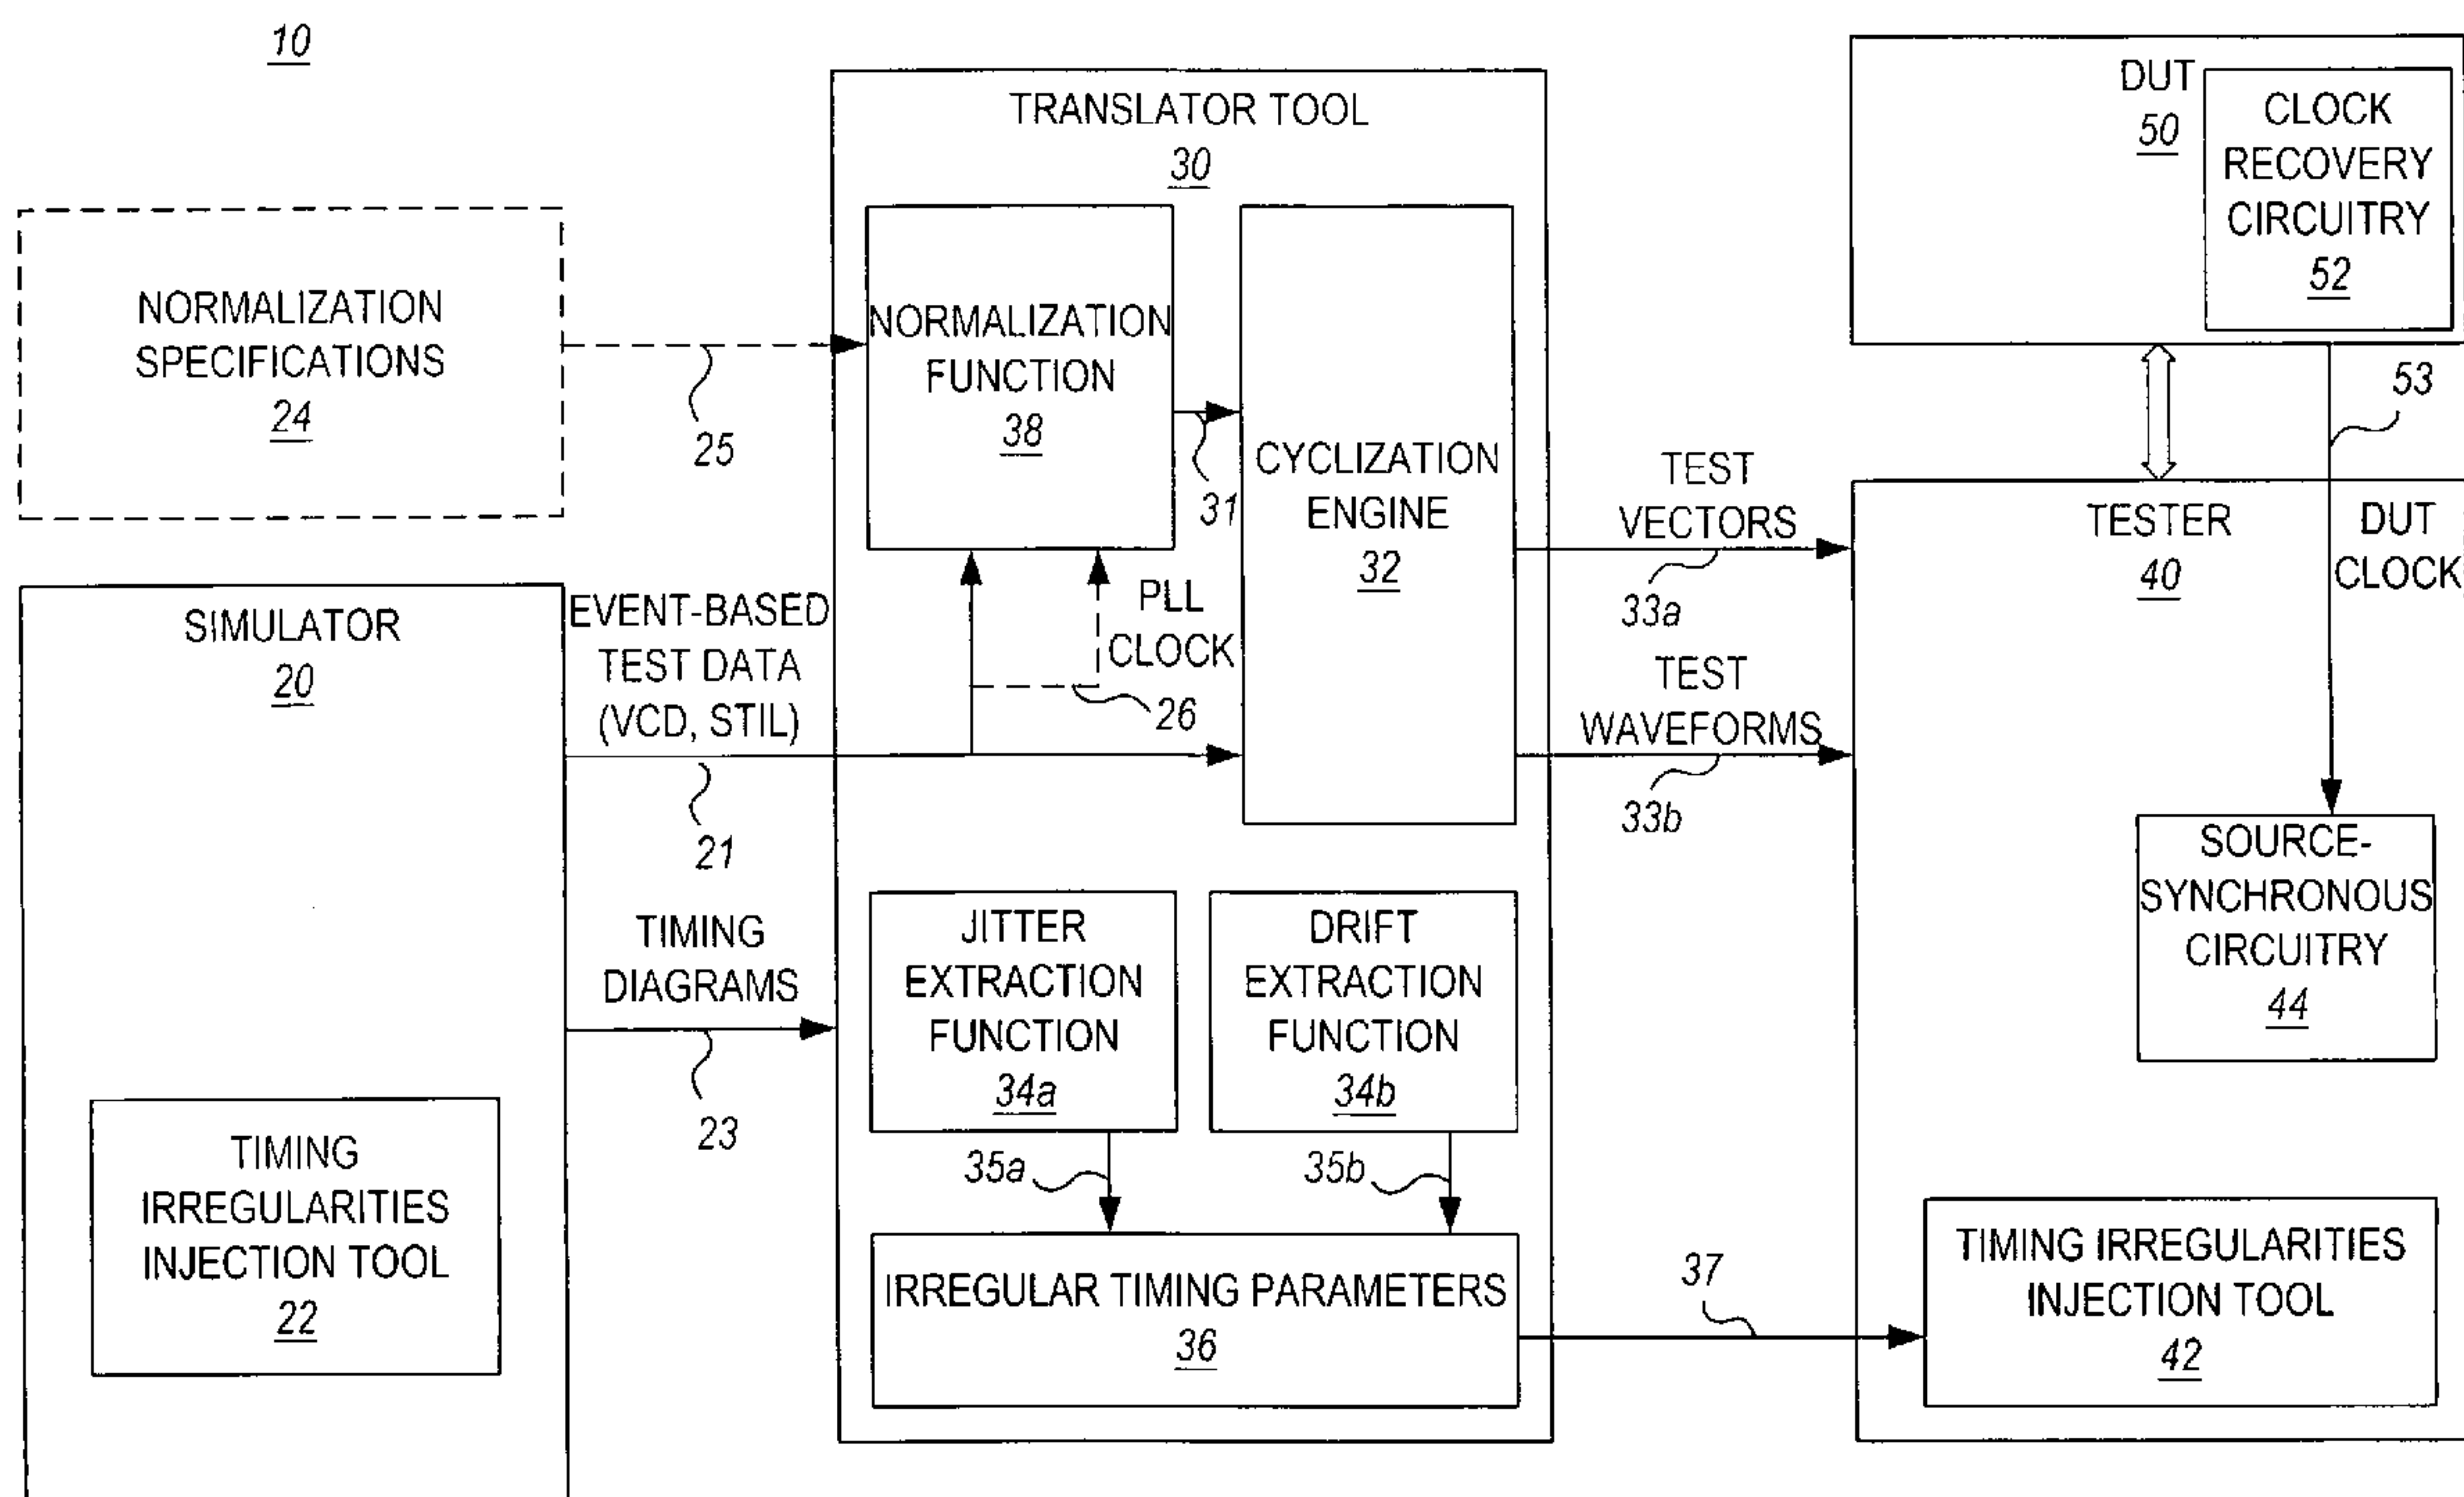 10
NORMALIZATION
SPECIFICATIONS
24
25
SIMULATOR
20
EVENT-BASED
TEST DATA
(VCD, STIL)
21
TIMING
DIAGRAMS
23
TIMING
IRREGULARITIES
INJECTION TOOL
22
TRANSLATOR TOOL
30
NORMALIZATION
FUNCTION
38
31
PLL
CLOCK
26
CYCLIZATION
ENGINE
32
JITTER
EXTRACTION
FUNCTION
34a
DRIFT
EXTRACTION
FUNCTION
34b
35a
35b
IRREGULAR TIMING PARAMETERS
36
TEST
VECTORS
33a
TEST
WAVEFORMS
33b
37
DUT
50
CLOCK
RECOVERY
CIRCUITRY
52
53
TESTER
40
DUT
CLOCK
SOURCE-
SYNCHRONOUS
CIRCUITRY
44
TIMING IRREGULARITIES
INJECTION TOOL
42